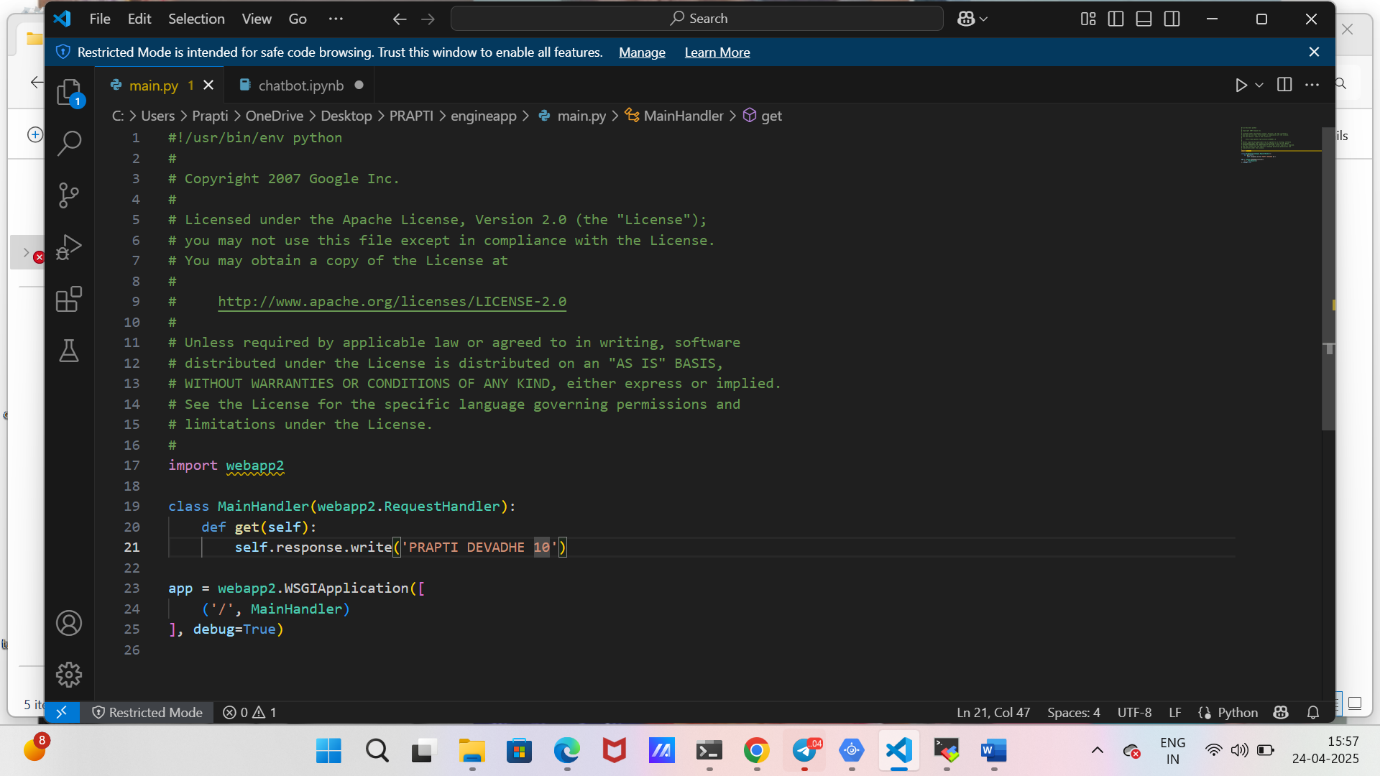 File Edit Selection View Go ··· Search
Restricted Mode is intended for safe code browsing. Trust this window to enable all features. Manage Learn More
main.py 1 chatbot.ipynb
1
C: > Users > Prapti > OneDrive > Desktop > PRAPTI > engineapp > main.py > MainHandler > get
1 #!/usr/bin/env python
2 #
3 # Copyright 2007 Google Inc.
4 #
5 # Licensed under the Apache License, Version 2.0 (the "License");
6 # you may not use this file except in compliance with the License.
7 # You may obtain a copy of the License at
8 #
9 #     http://www.apache.org/licenses/LICENSE-2.0
10 #
11 # Unless required by applicable law or agreed to in writing, software
12 # distributed under the License is distributed on an "AS IS" BASIS,
13 # WITHOUT WARRANTIES OR CONDITIONS OF ANY KIND, either express or implied.
14 # See the License for the specific language governing permissions and
15 # limitations under the License.
16 #
17 import webapp2
18
19 class MainHandler(webapp2.RequestHandler):
20     def get(self):
21         self.response.write('PRAPTI DEVADHE 10')
22
23 app = webapp2.WSGIApplication([
24     ('/', MainHandler)
25 ], debug=True)
26
Restricted Mode 0 1 Ln 21, Col 47 Spaces: 4 UTF-8 LF Python
8 04 ENG IN 15:57
24-04-2025